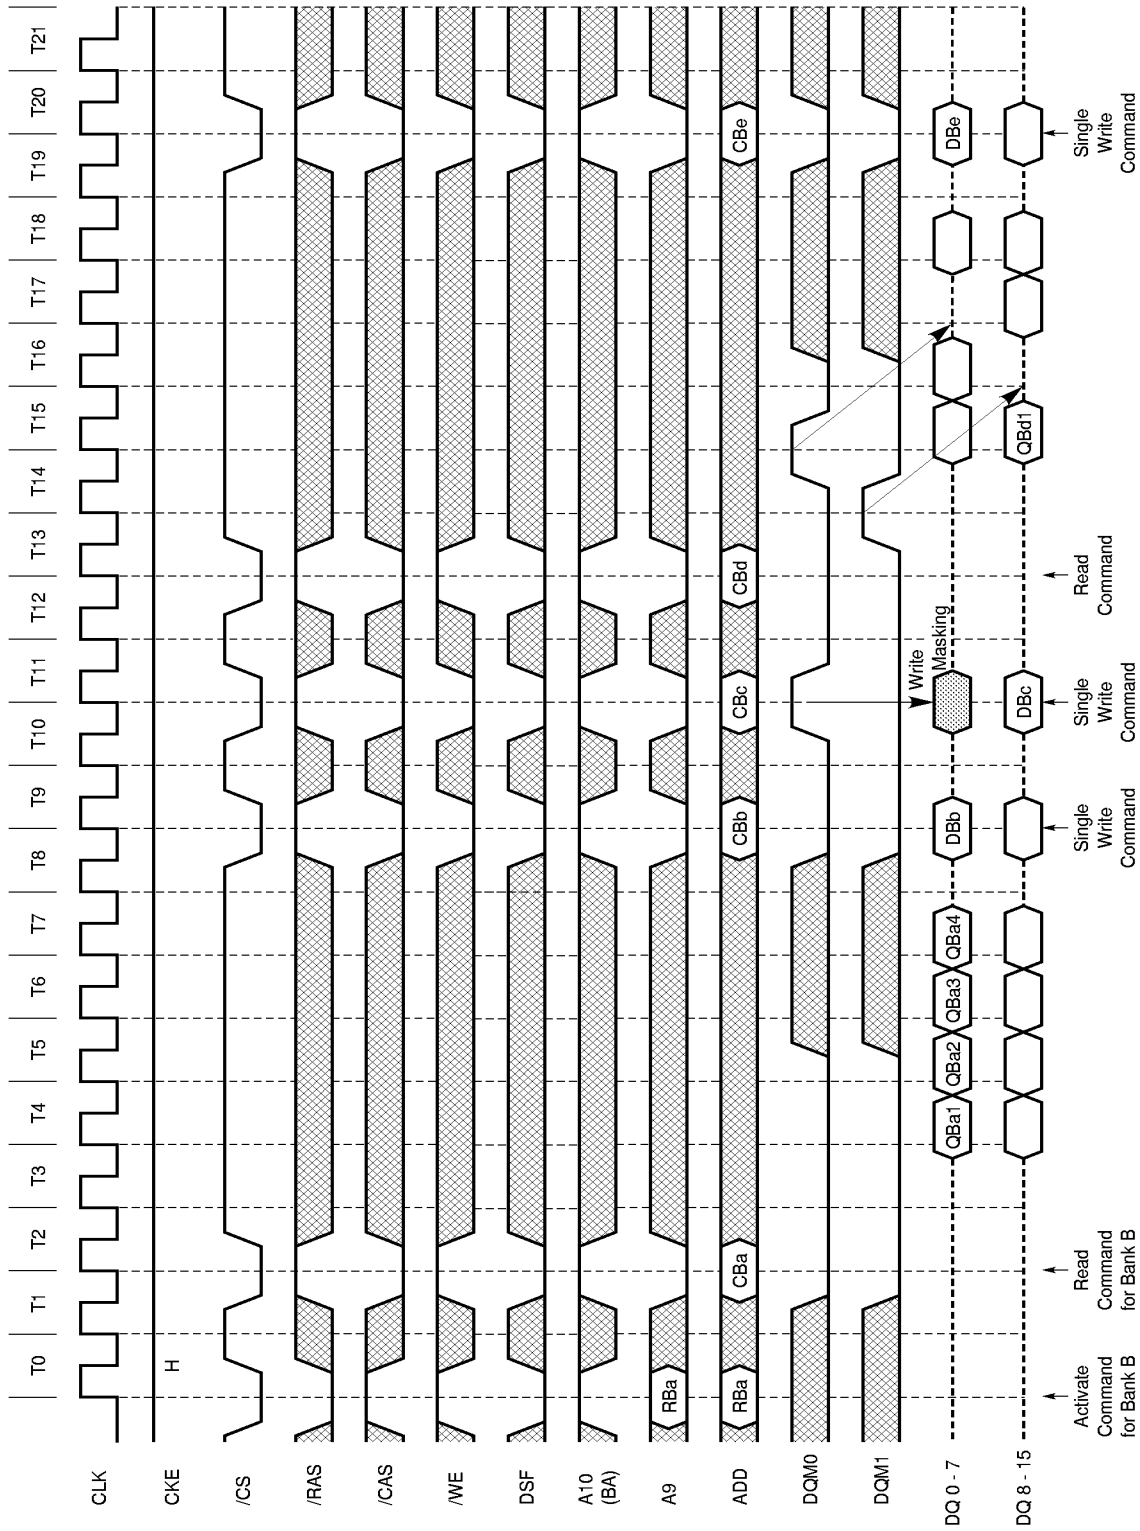 T0 T1 T2 T3 T4 T5 T6 T7 T8 T9 T10 T11 T12 T13 T14 T15 T16 T17 T18 T19 T20 T21
CLK
CKE H
/CS
/RAS
/CAS
/WE
DSF
A10
(BA)
A9 RBa
ADD RBa CBa CBb CBc CBd CBe
DQM0
DQM1
Write
Masking
DQ 0 - 7 QBa1 QBa2 QBa3 QBa4 DBb DBe
DQ 8 - 15 DBc QBd1
Activate
Command
for Bank B
Read
Command
for Bank B
Single
Write
Command
Single
Write
Command
Read
Command
Single
Write
Command